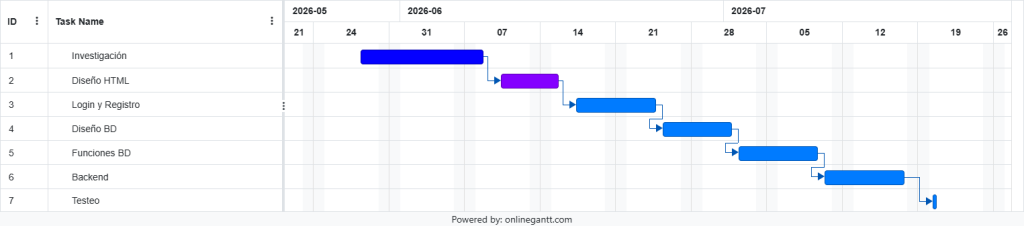 2026-05 2026-06 2026-07
ID Task Name
21 24 31 07 14 21 28 05 12 19 26
1 Investigación
2 Diseño HTML
3 Login y Registro
4 Diseño BD
5 Funciones BD
6 Backend
7 Testeo
Powered by: onlinegantt.com